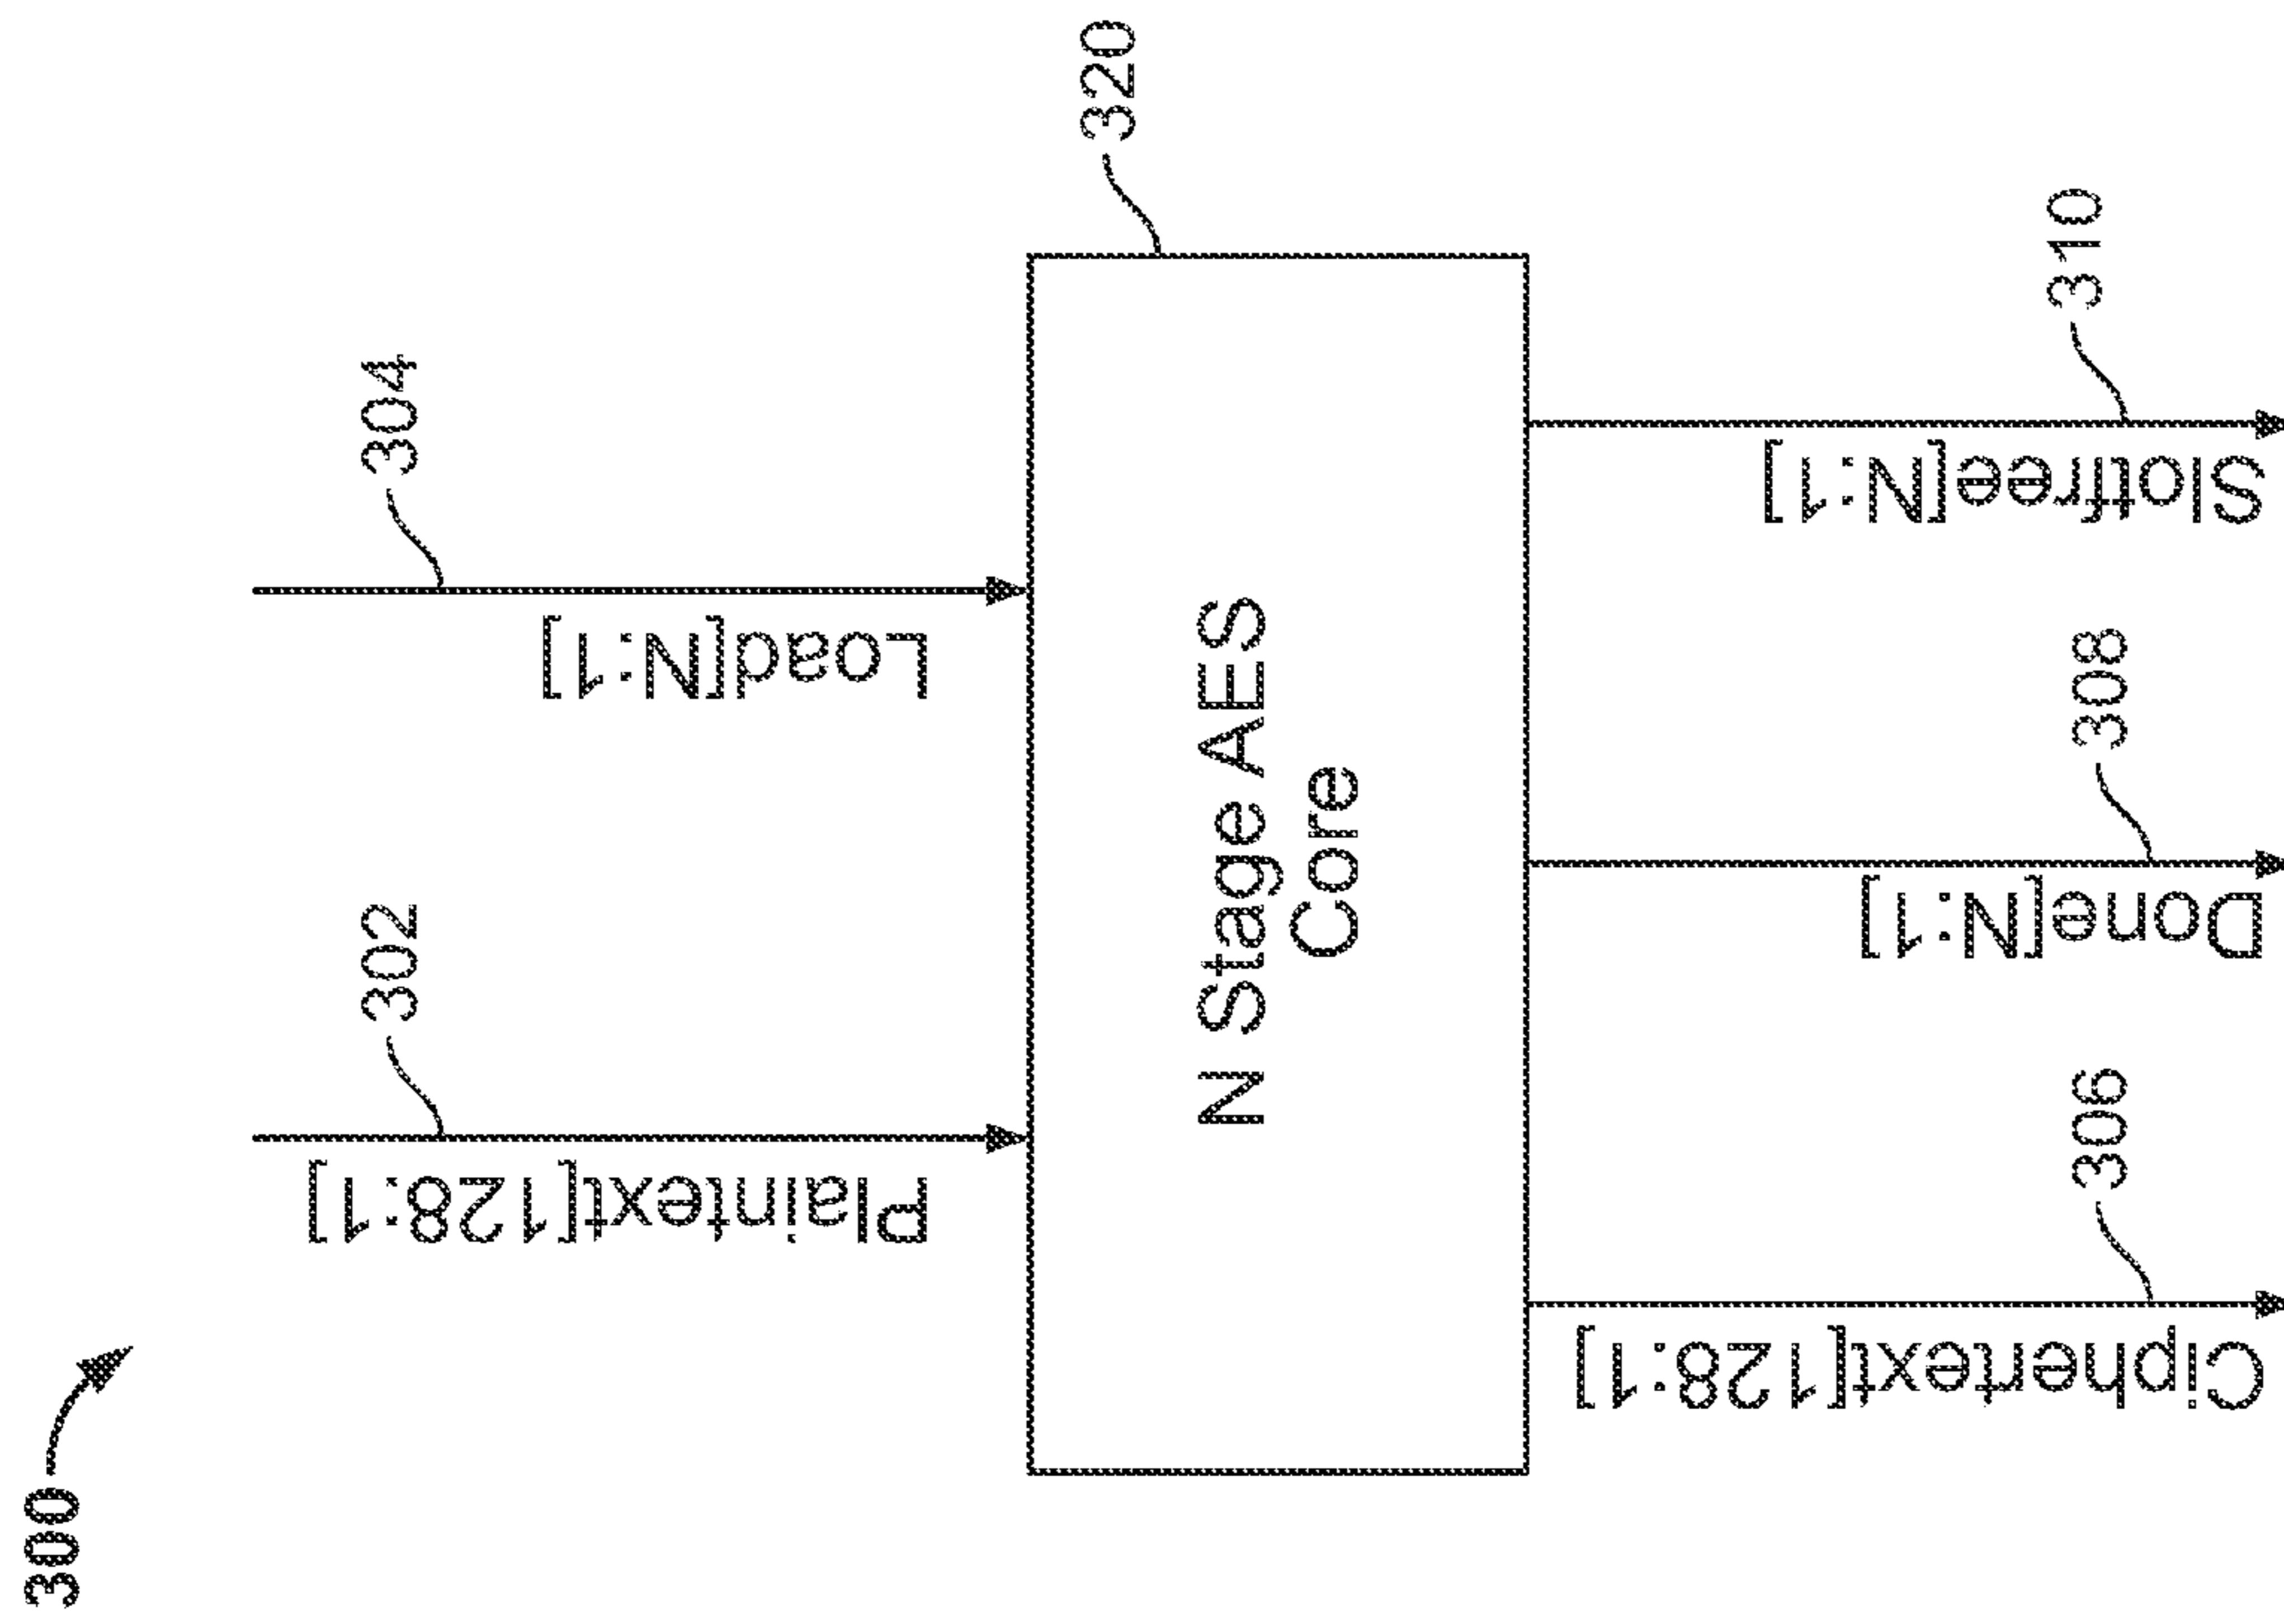 300
Plaintext[128:1]
302
Load[N:1]
304
N Stage AES
Core
320
Ciphertext[128:1]
306
Done[N:1]
308
Slotfree[N:1]
310